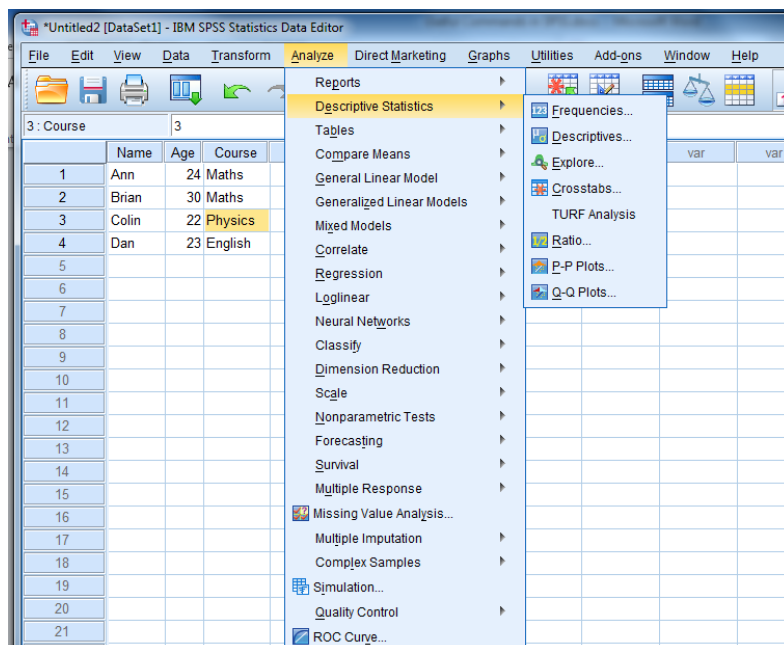 *Untitled2 [DataSet1] - IBM SPSS Statistics Data Editor
File Edit View Data Transform Analyze Direct Marketing Graphs Utilities Add-ons Window Help
3 : Course 3
Name Age Course var var
1 Ann 24 Maths
2 Brian 30 Maths
3 Colin 22 Physics
4 Dan 23 English
5
6
7
8
9
10
11
12
13
14
15
16
17
18
19
20
21
Reports
Descriptive Statistics
Tables
Compare Means
General Linear Model
Generalized Linear Models
Mixed Models
Correlate
Regression
Loglinear
Neural Networks
Classify
Dimension Reduction
Scale
Nonparametric Tests
Forecasting
Survival
Multiple Response
Missing Value Analysis...
Multiple Imputation
Complex Samples
Simulation...
Quality Control
ROC Curve...
123 Frequencies...
Descriptives...
Explore...
Crosstabs...
TURF Analysis
1/2 Ratio...
P-P Plots...
Q-Q Plots...